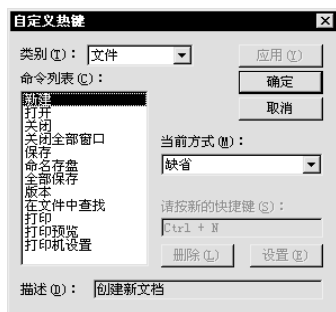 自定义热键
类别(T)： 文件
应用(Y)
命令列表(C)：
确定
取消
新建
打开
关闭
关闭全部窗口
保存
命名存盘
全部保存
版本
在文件中查找
打印
打印预览
打印机设置
当前方式(M)：
缺省
请按新的快捷键(S)：
Ctrl + N
删除(L)
设置(E)
描述(D)： 创建新文档